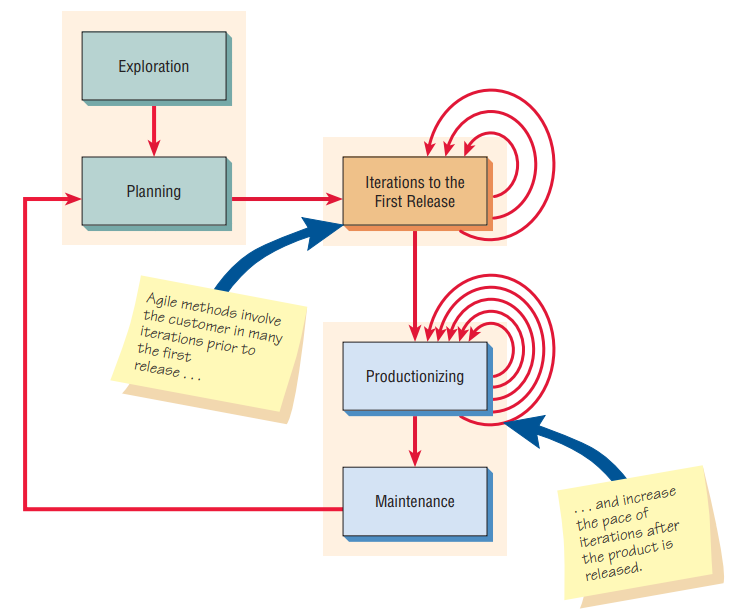 Exploration
Planning
Iterations to the
First Release
Agile methods involve
the customer in many
iterations prior to
the first
release . . .
Productionizing
Maintenance
. . . and increase
the pace of
iterations after
the product is
released.